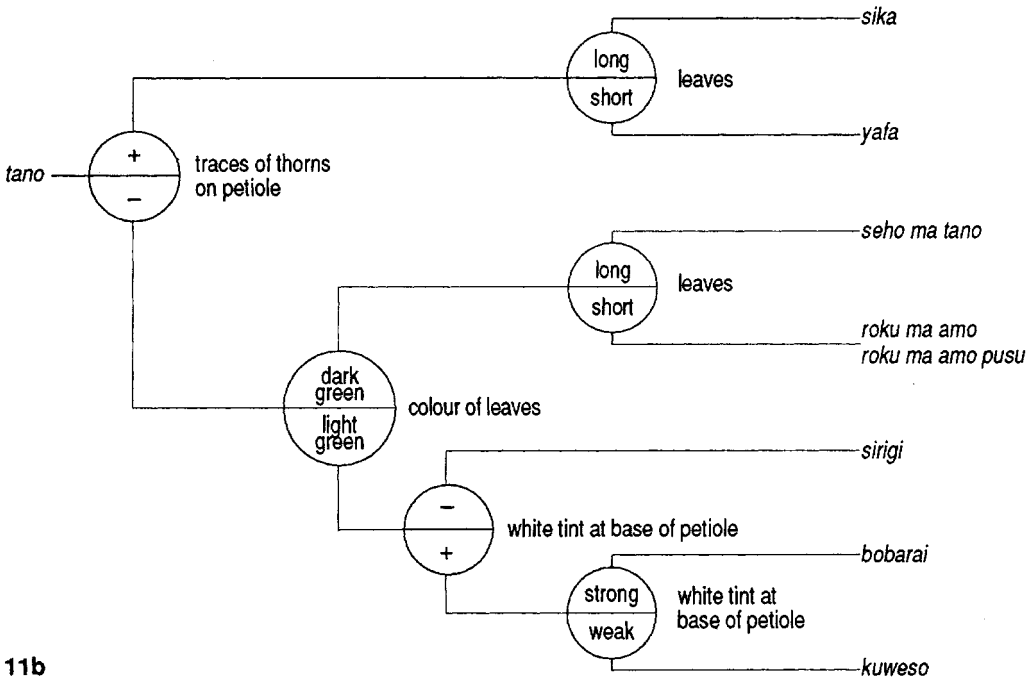 sika
long
short
leaves
yafa
+
−
traces of thorns
on petiole
tano
seho ma tano
long
short
leaves
roku ma amo
roku ma amo pusu
dark
green
light
green
colour of leaves
sirigi
−
+
white tint at base of petiole
bobarai
strong
weak
white tint at
base of petiole
kuweso
11b